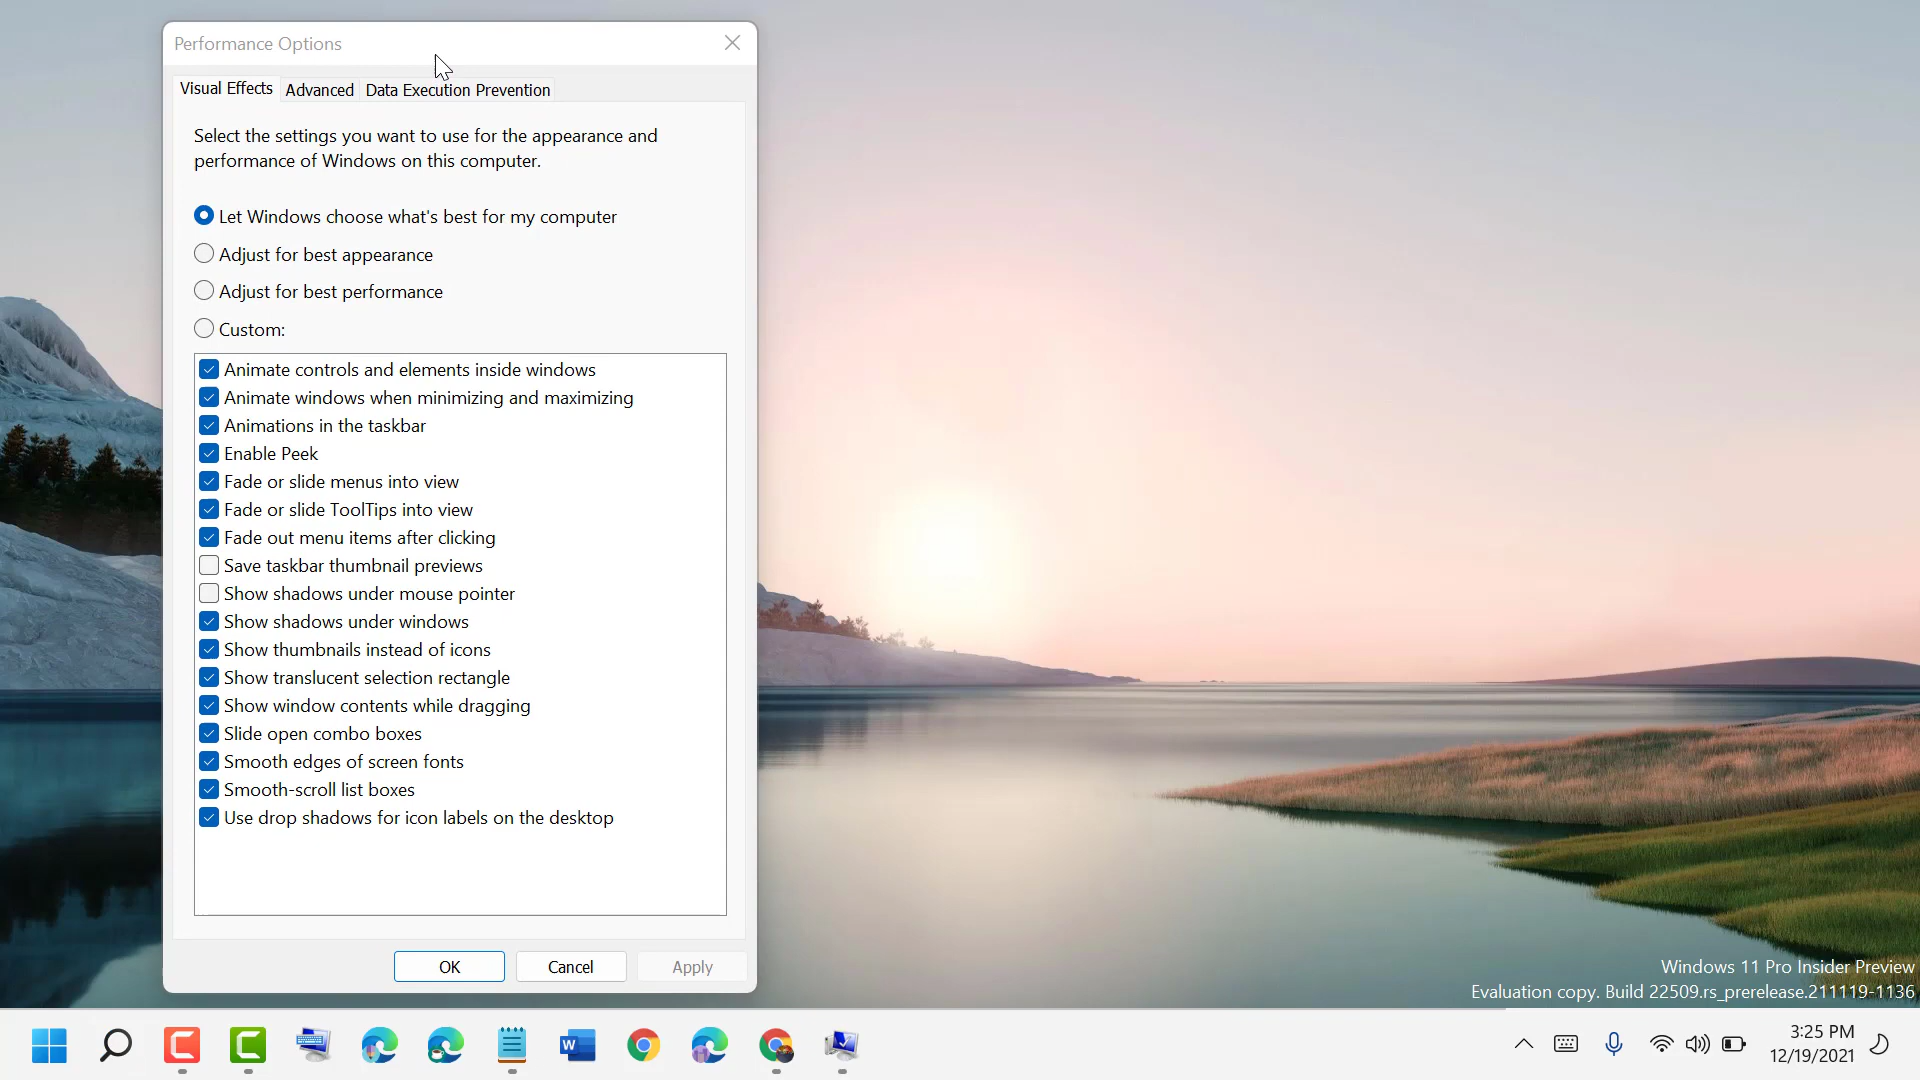 Performance Options
Visual Effects
Advanced
Data Execution Prevention
Select the settings you want to use for the appearance and
performance of Windows on this computer.
Let Windows choose what's best for my computer
Adjust for best appearance
Adjust for best performance
Custom:
Animate controls and elements inside windows
Animate windows when minimizing and maximizing
Animations in the taskbar
Enable Peek
Fade or slide menus into view
Fade or slide ToolTips into view
Fade out menu items after clicking
Save taskbar thumbnail previews
Show shadows under mouse pointer
Show shadows under windows
Show thumbnails instead of icons
Show translucent selection rectangle
Show window contents while dragging
Slide open combo boxes
Smooth edges of screen fonts
Smooth-scroll list boxes
Use drop shadows for icon labels on the desktop
OK
Cancel
Apply
Windows 11 Pro Insider Preview
Evaluation copy. Build 22509.rs_prerelease.211119-1136
3:25 PM
12/19/2021